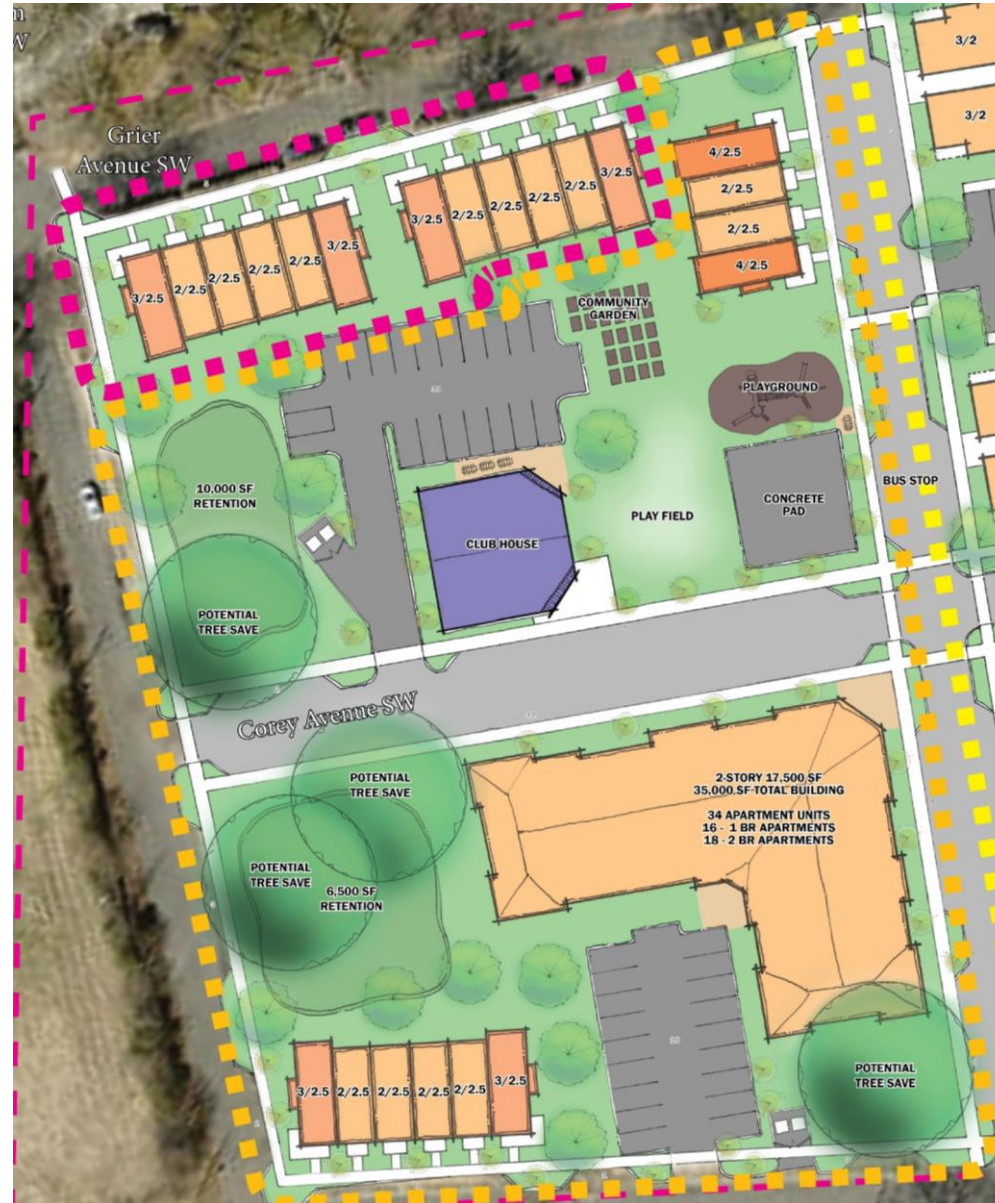 Grier
Avenue SW
3/2
3/2
3/2.5
2/2.5
2/2.5
2/2.5
2/2.5
3/2.5
3/2.5
2/2.5
2/2.5
2/2.5
2/2.5
3/2.5
4/2.5
2/2.5
2/2.5
4/2.5
COMMUNITY
GARDEN
PLAYGROUND
10,000 SF
RETENTION
BUS STOP
CONCRETE
PAD
PLAY FIELD
CLUB HOUSE
POTENTIAL
TREE SAVE
Corey Avenue SW
POTENTIAL
TREE SAVE
2-STORY 17,500 SF
35,000 SF TOTAL BUILDING
34 APARTMENT UNITS
16 - 1 BR APARTMENTS
18 - 2 BR APARTMENTS
POTENTIAL
TREE SAVE
6,500 SF
RETENTION
3/2.5
2/2.5
2/2.5
2/2.5
2/2.5
3/2.5
POTENTIAL
TREE SAVE